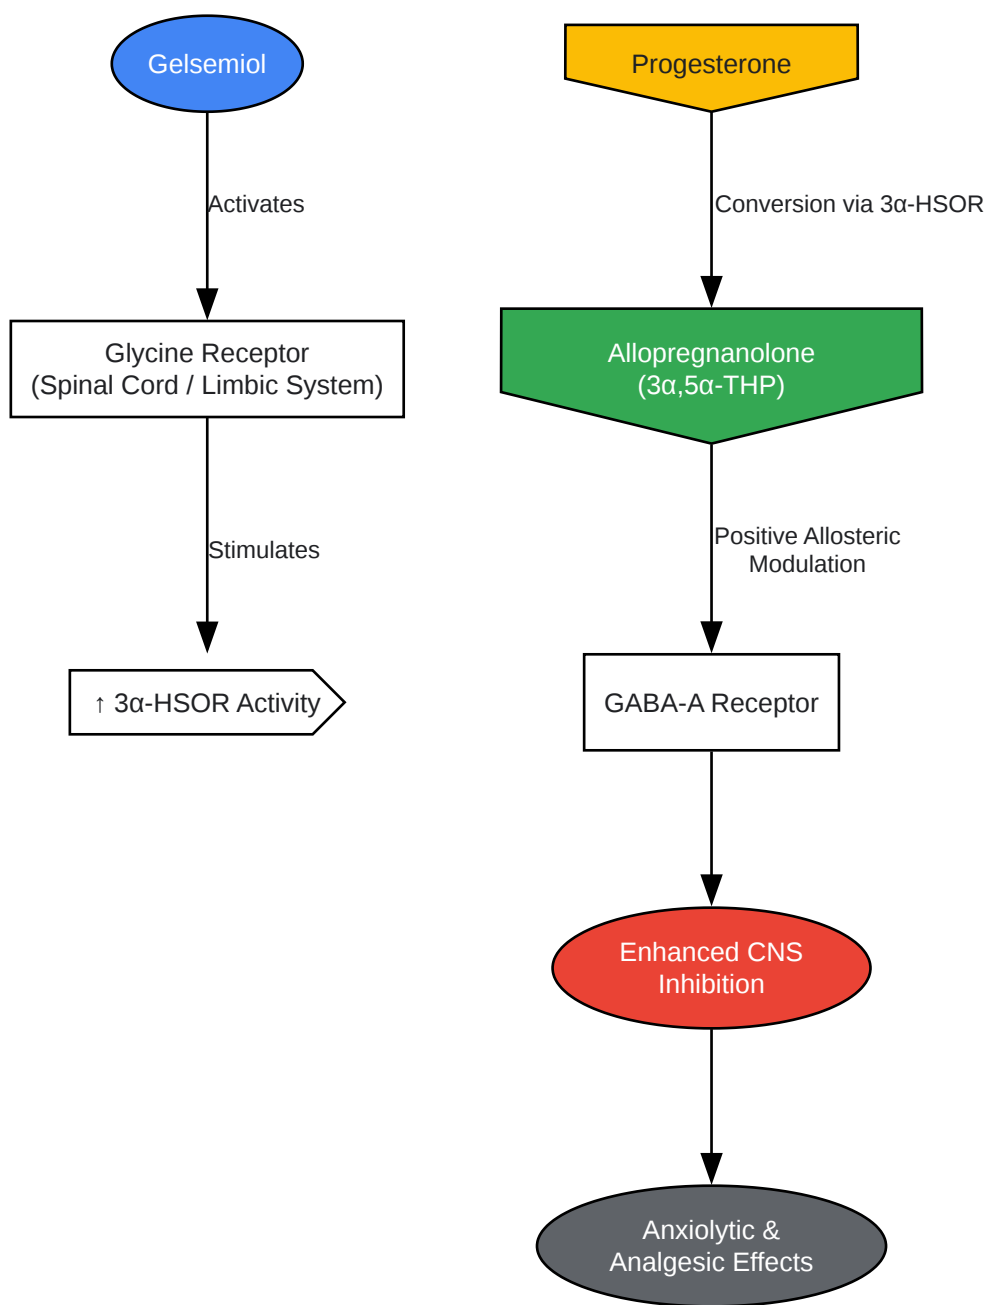 Gelsemiol
Progesterone
Activates
Conversion via 3α-HSOR
Glycine Receptor
(Spinal Cord / Limbic System)
Allopregnanolone
(3α,5α-THP)
Stimulates
Positive Allosteric
Modulation
↑ 3α-HSOR Activity
GABA-A Receptor
Enhanced CNS
Inhibition
Anxiolytic &
Analgesic Effects